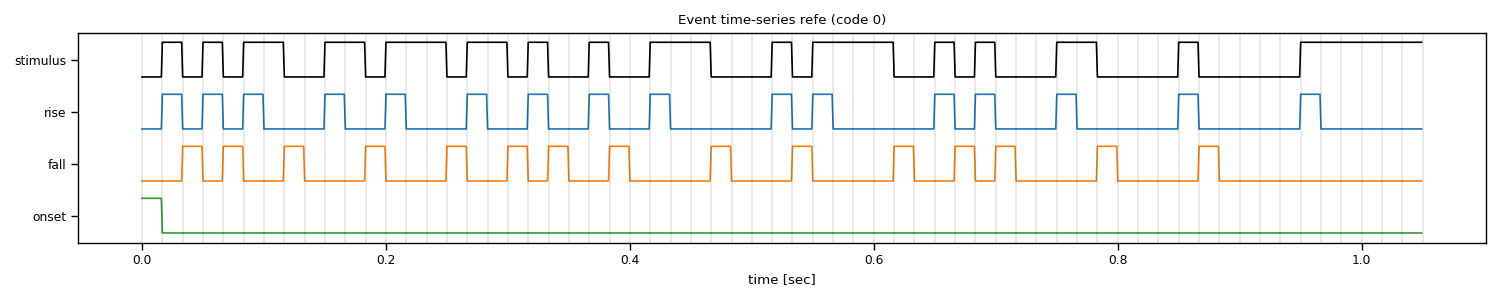 Event time-series refe (code 0)
stimulus
rise
fall
onset
0.0 0.2 0.4 0.6 0.8 1.0
time [sec]